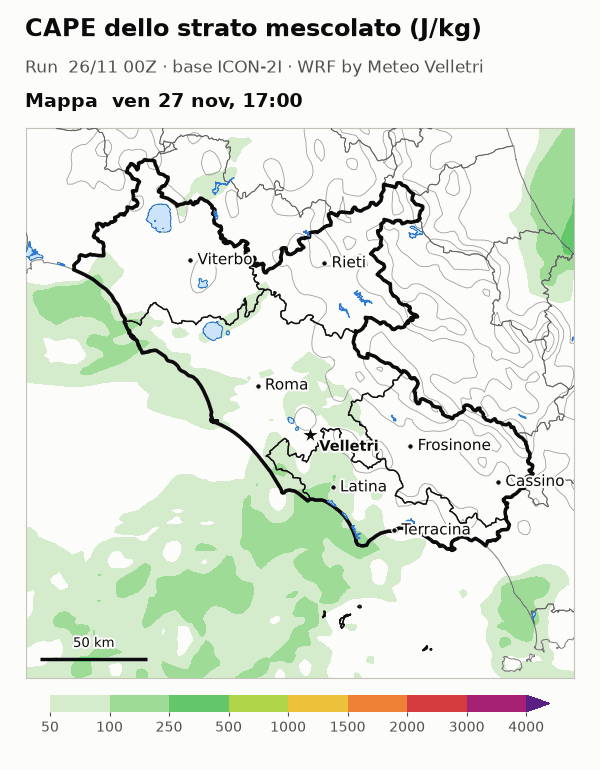 CAPE dello strato mescolato (J/kg)
Run  26/11 00Z · base ICON-2I · WRF by Meteo Velletri
Mappa  ven 27 nov, 17:00
Viterbo
Rieti
Roma
Velletri
Frosinone
Latina
Cassino
Terracina
50 km
50 100 250 500 1000 1500 2000 3000 4000